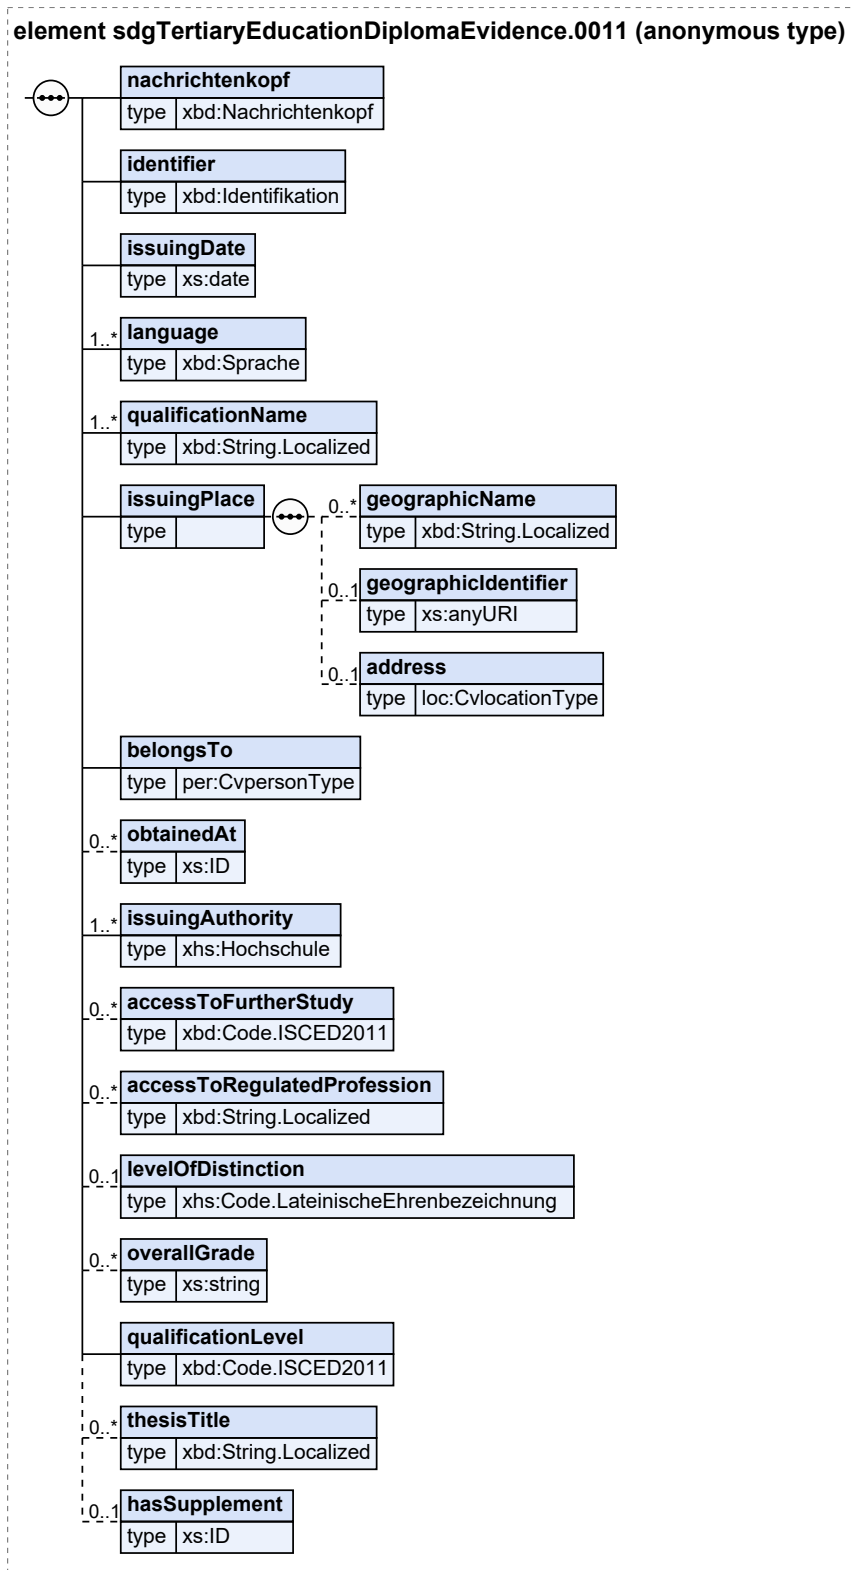 element sdgTertiaryEducationDiplomaEvidence.0011 (anonymous type)
nachrichtenkopf
type xbd:Nachrichtenkopf
identifier
type xbd:Identifikation
issuingDate
type xs:date
1..* language
type xbd:Sprache
1..* qualificationName
type xbd:String.Localized
issuingPlace
type
0..* geographicName
type xbd:String.Localized
0..1 geographicIdentifier
type xs:anyURI
0..1 address
type loc:CvlocationType
belongsTo
type per:CvpersonType
0..* obtainedAt
type xs:ID
1..* issuingAuthority
type xhs:Hochschule
0..* accessToFurtherStudy
type xbd:Code.ISCED2011
0..* accessToRegulatedProfession
type xbd:String.Localized
0..1 levelOfDistinction
type xhs:Code.LateinischeEhrenbezeichnung
0..* overallGrade
type xs:string
qualificationLevel
type xbd:Code.ISCED2011
0..* thesisTitle
type xbd:String.Localized
0..1 hasSupplement
type xs:ID